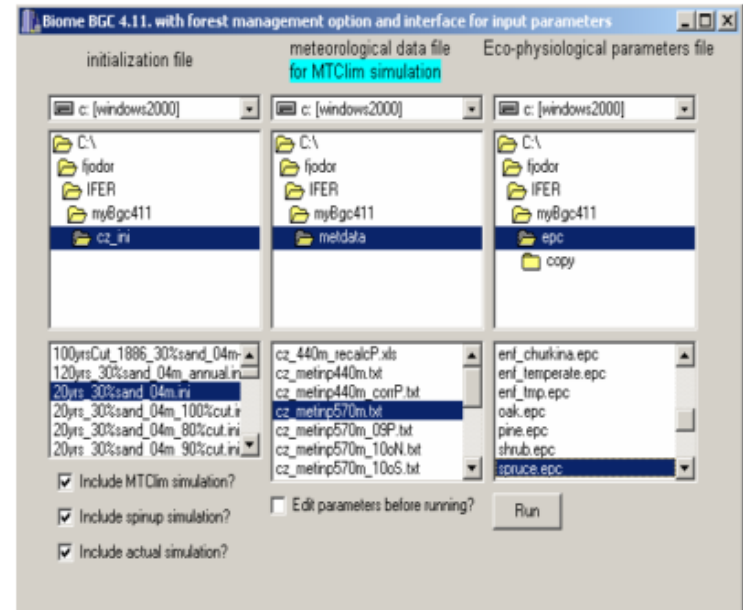 Biome BGC 4.11. with forest management option and interface for input parameters
initialization file
meteorological data file
for MTClim simulation
Eco-physiological parameters file
c: [windows2000]
c: [windows2000]
c: [windows2000]
C:\
fjodor
IFER
myBgc411
cz_ini
C:\
fjodor
IFER
myBgc411
metdata
C:\
fjodor
IFER
myBgc411
epc
copy
100yrsCut_1886_30%sand_04m-
120yrs_30%sand_04m_annual.in
20yrs_30%sand_04m.ini
20yrs_30%sand_04m_100%cut.ir
20yrs_30%sand_04m_80%cut.ini
20yrs_30%sand_04m_90%cut.ini
cz_440m_recalcP.xls
cz_metinp440m.txt
cz_metinp440m_corrP.txt
cz_metinp570m.txt
cz_metinp570m_09P.txt
cz_metinp570m_10oN.txt
cz_metinp570m_10oS.txt
enf_churkina.epc
enf_temperate.epc
enf_tmp.epc
oak.epc
pine.epc
shrub.epc
spruce.epc
Include MTClim simulation?
Include spinup simulation?
Include actual simulation?
Edit parameters before running?
Run